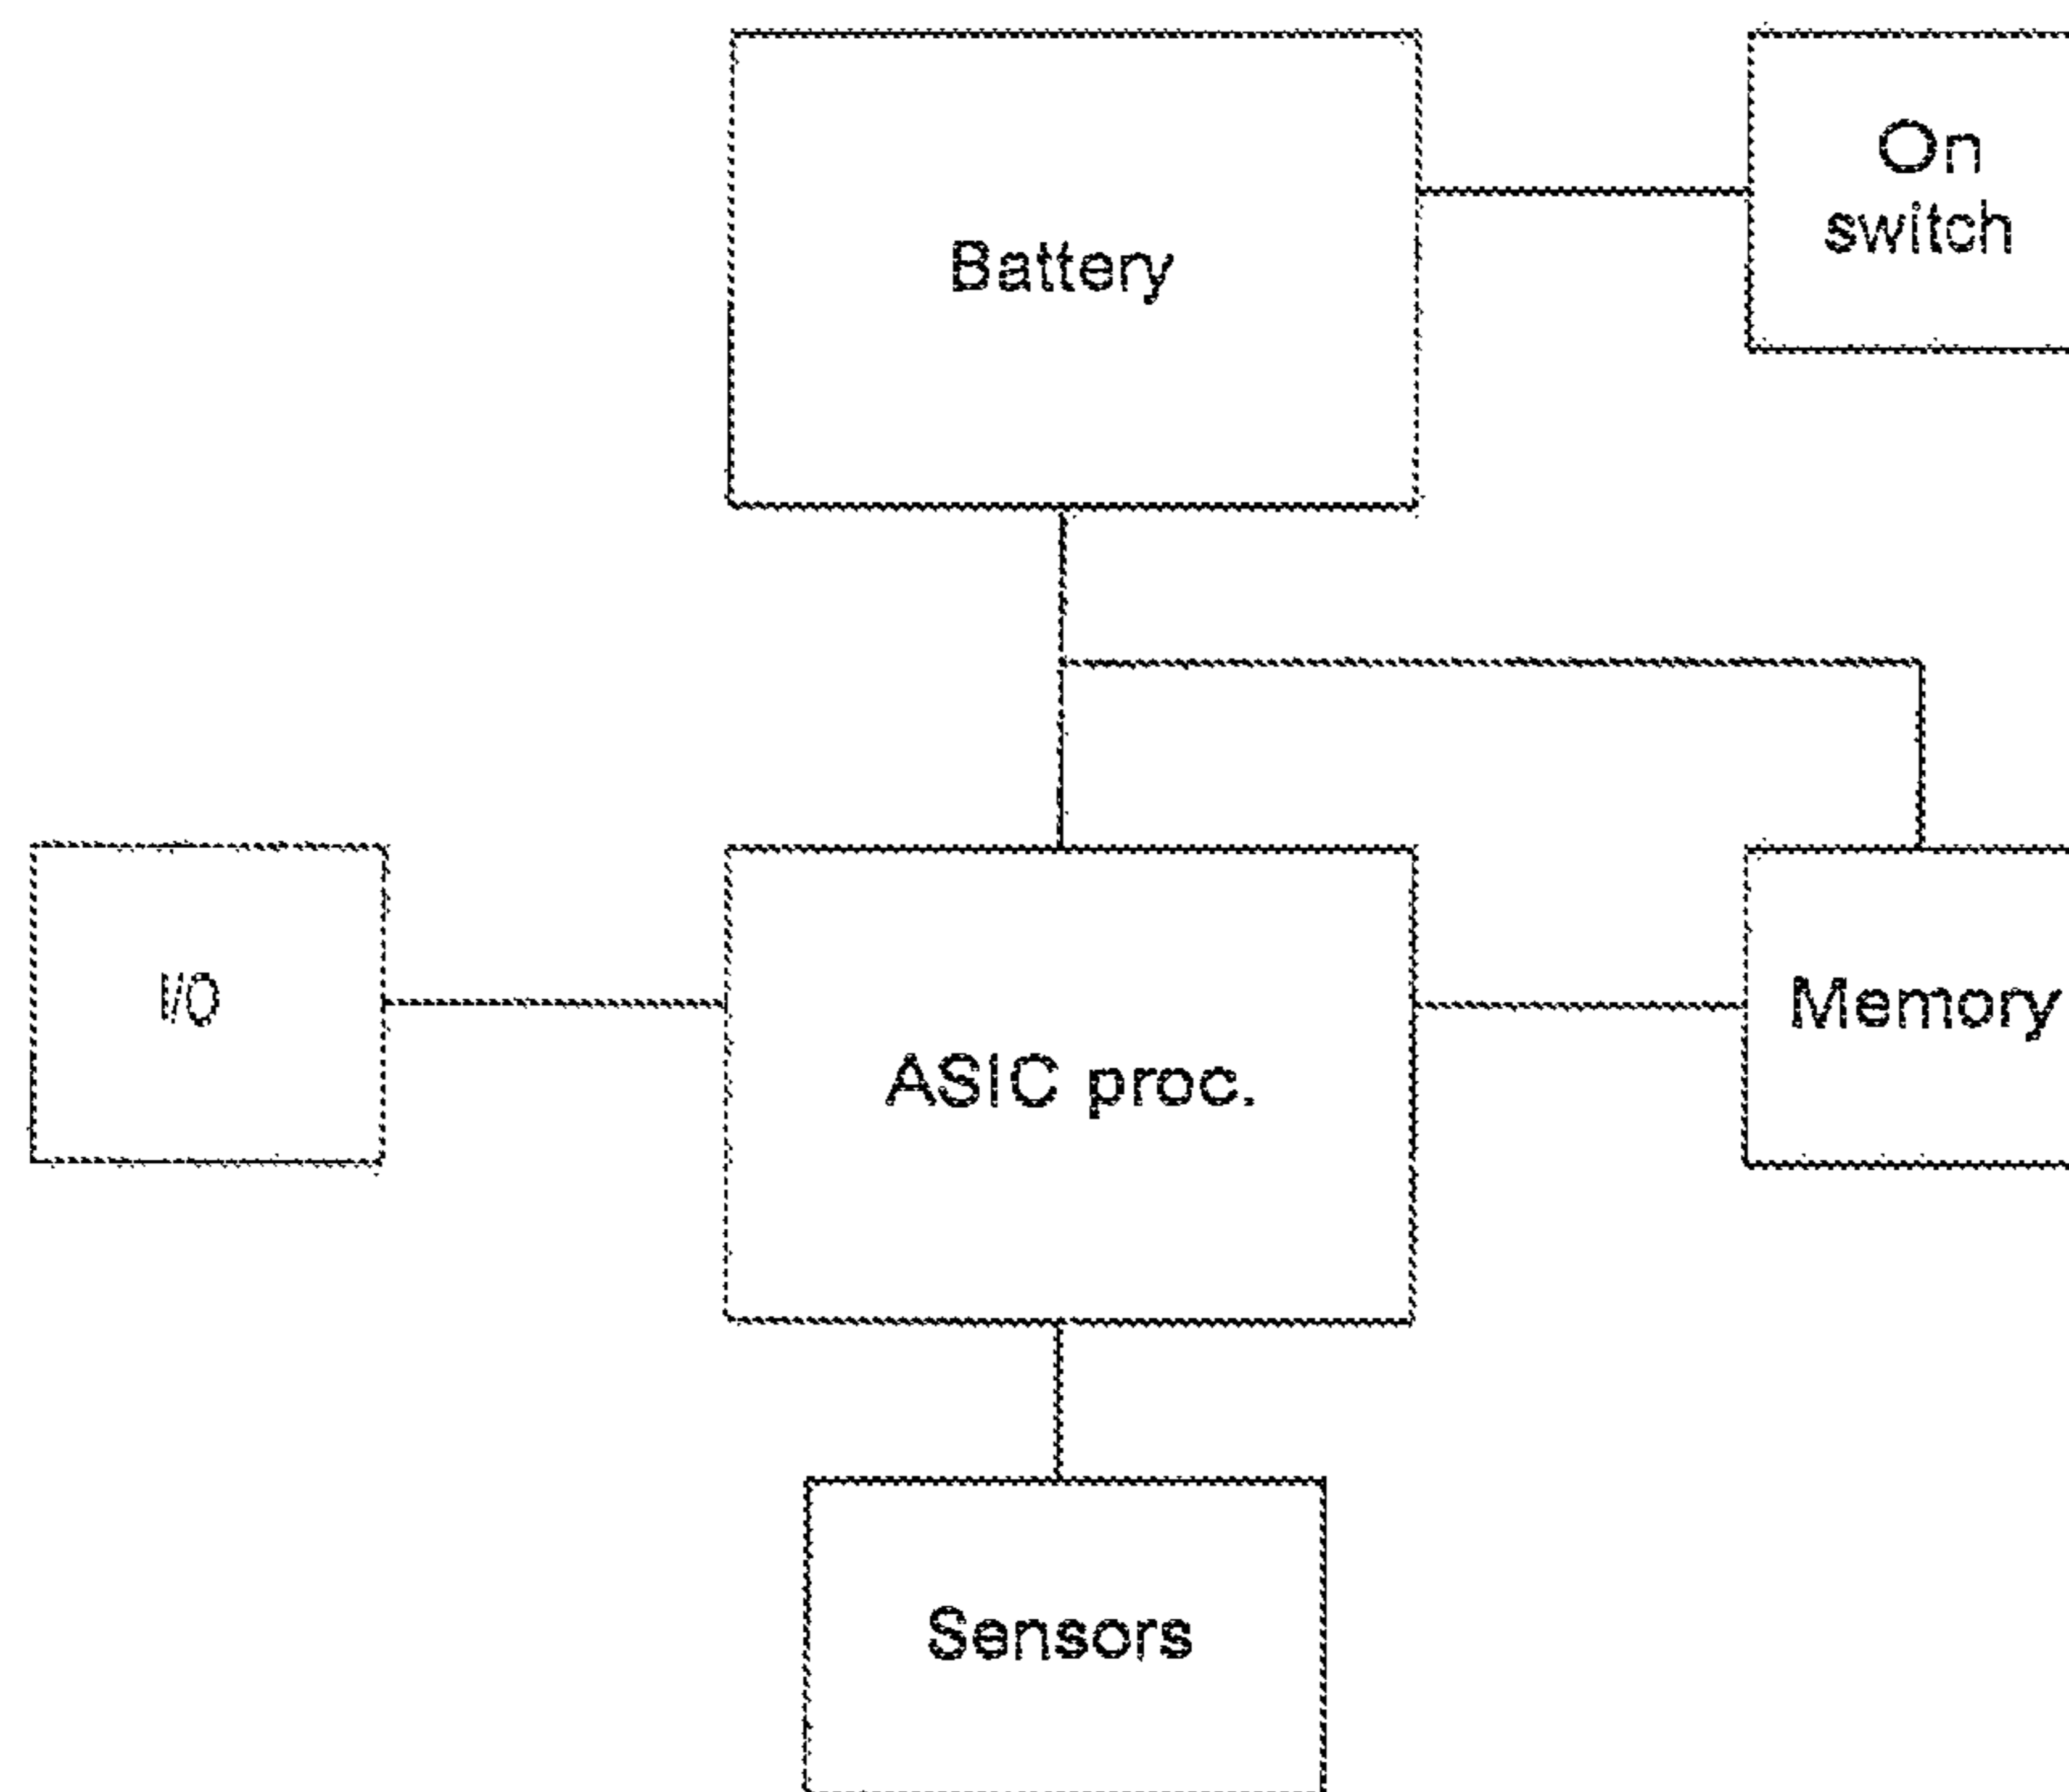 On
switch
Battery
I/O
Memory
ASIC proc.
Sensors